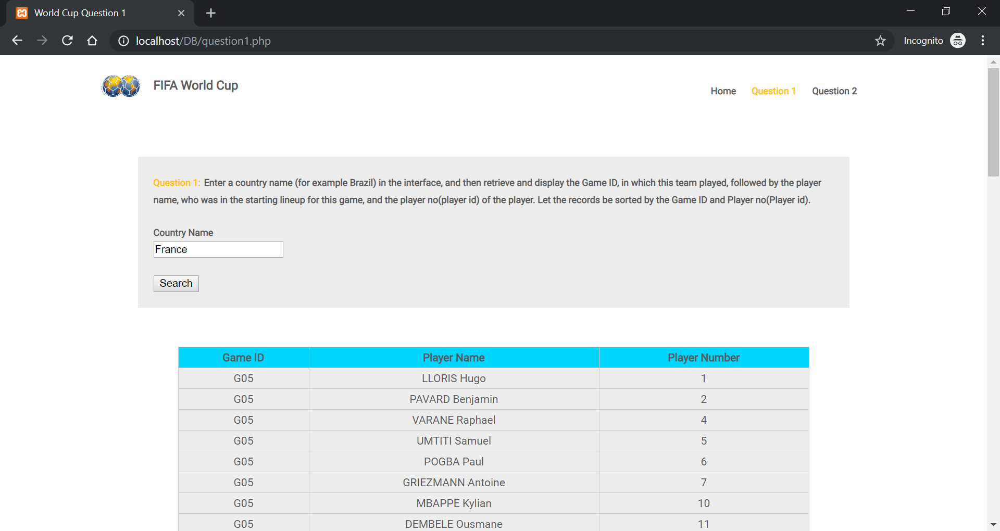 World Cup Question 1
localhost/DB/question1.php
Incognito
FIFA World Cup
Home Question 1 Question 2
Question 1: Enter a country name (for example Brazil) in the interface, and then retrieve and display the Game ID, in which this team played, followed by the player
name, who was in the starting lineup for this game, and the player no(player id) of the player. Let the records be sorted by the Game ID and Player no(Player id).
Country Name
France
Search
Game ID Player Name Player Number
G05 LLORIS Hugo 1
G05 PAVARD Benjamin 2
G05 VARANE Raphael 4
G05 UMTITI Samuel 5
G05 POGBA Paul 6
G05 GRIEZMANN Antoine 7
G05 MBAPPE Kylian 10
G05 DEMBELE Ousmane 11